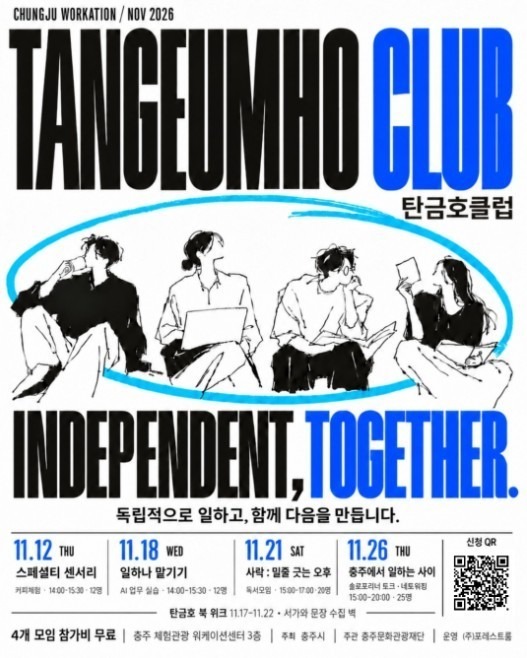 CHUNGJU WORKATION / NOV 2026
TANGEUMHO CLUB
탄금호클럽
INDEPENDENT, TOGETHER.
독립적으로 일하고, 함께 다음을 만듭니다.
11.12 THU
스페셜티 센서리
커피체험 · 14:00-15:30 · 12명
11.18 WED
일하나 맡기기
AI 업무 실습 · 14:00-15:30 · 12명
11.21 SAT
사락 : 밑줄 긋는 오후
독서모임 · 15:00-17:00 · 20명
11.26 THU
충주에서 일하는 사이
솔로프리너 토크 · 네트워킹
15:00-20:00 · 25명
신청 QR
탄금호 북 위크 11.17-11.22 • 서가와 문장 수집 벽
4개 모임 참가비 무료 | 충주 체험관광 워케이션센터 3층 | 주최 충주시 | 주관 충주문화관광재단 | 운영 (주)포레스트룸